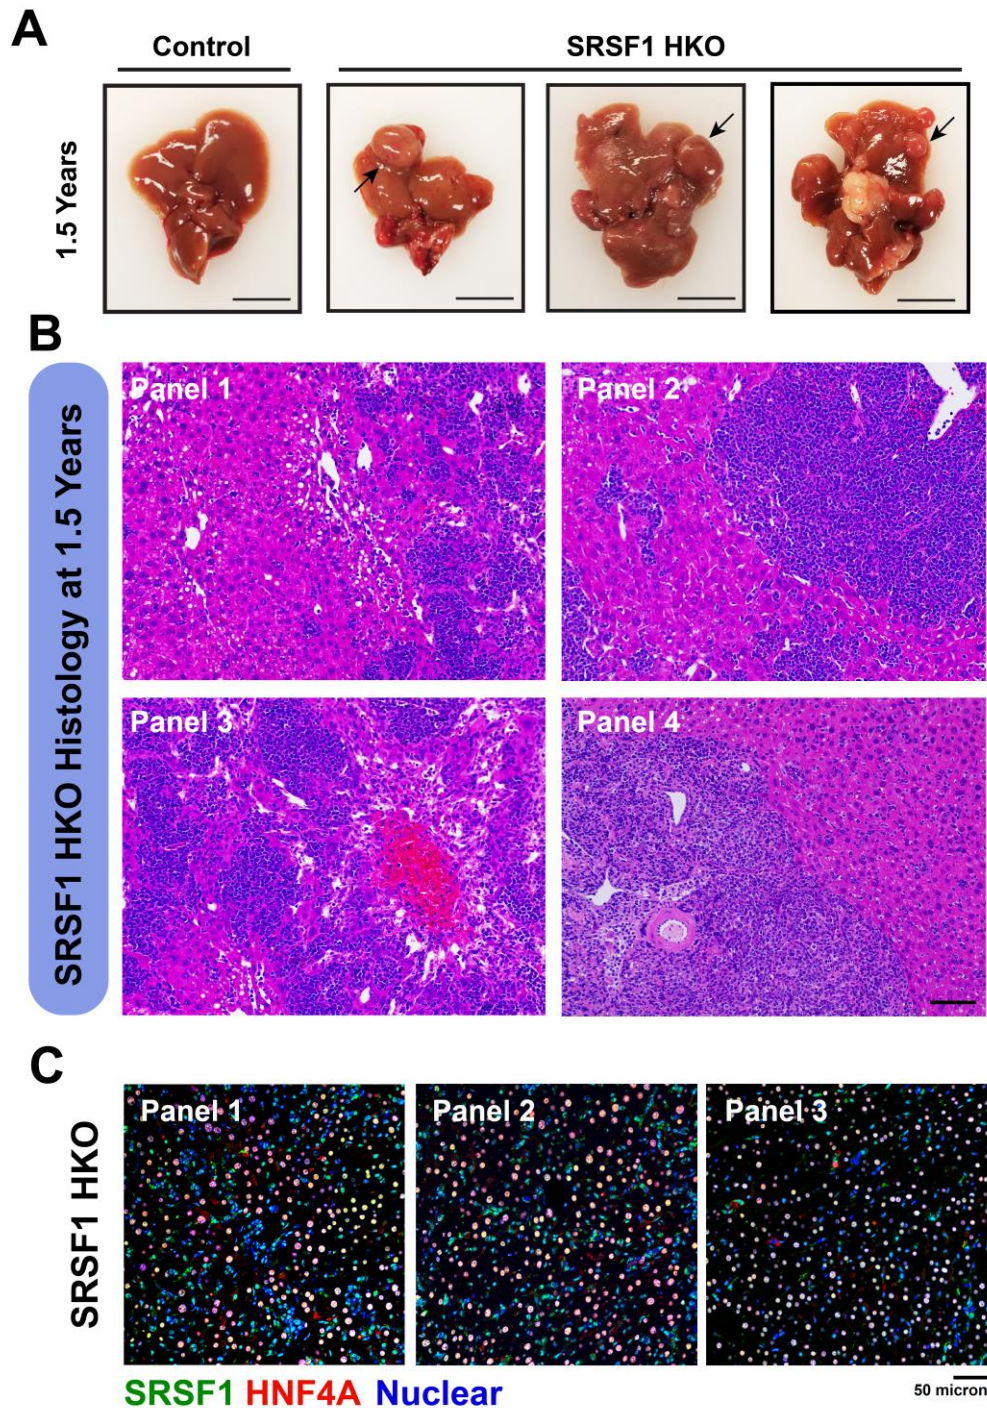 A
Control
SRSF1 HKO
1.5 Years
B
SRSF1 HKO Histology at 1.5 Years
Panel 1
Panel 2
Panel 3
Panel 4
C
SRSF1 HKO
Panel 1
Panel 2
Panel 3
SRSF1 HNF4A Nuclear
50 micron